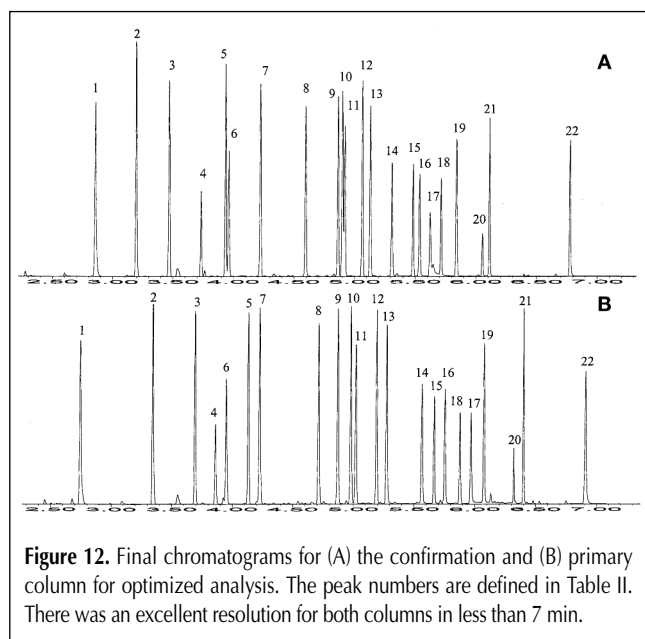 A
1 2 3 4 5 6 7 8 9 10 11 12 13 14 15 16 17 18 19 20 21 22
2.50 3.00 3.50 4.00 4.50 5.00 5.50 6.00 6.50 7.00
B
1 2 3 4 6 5 7 8 9 10 11 12 13 14 15 16 18 17 19 20 21 22
2.50 3.00 3.50 4.00 4.50 5.00 5.50 6.00 6.50 7.00
Figure 12. Final chromatograms for (A) the confirmation and (B) primary
column for optimized analysis. The peak numbers are defined in Table II.
There was an excellent resolution for both columns in less than 7 min.